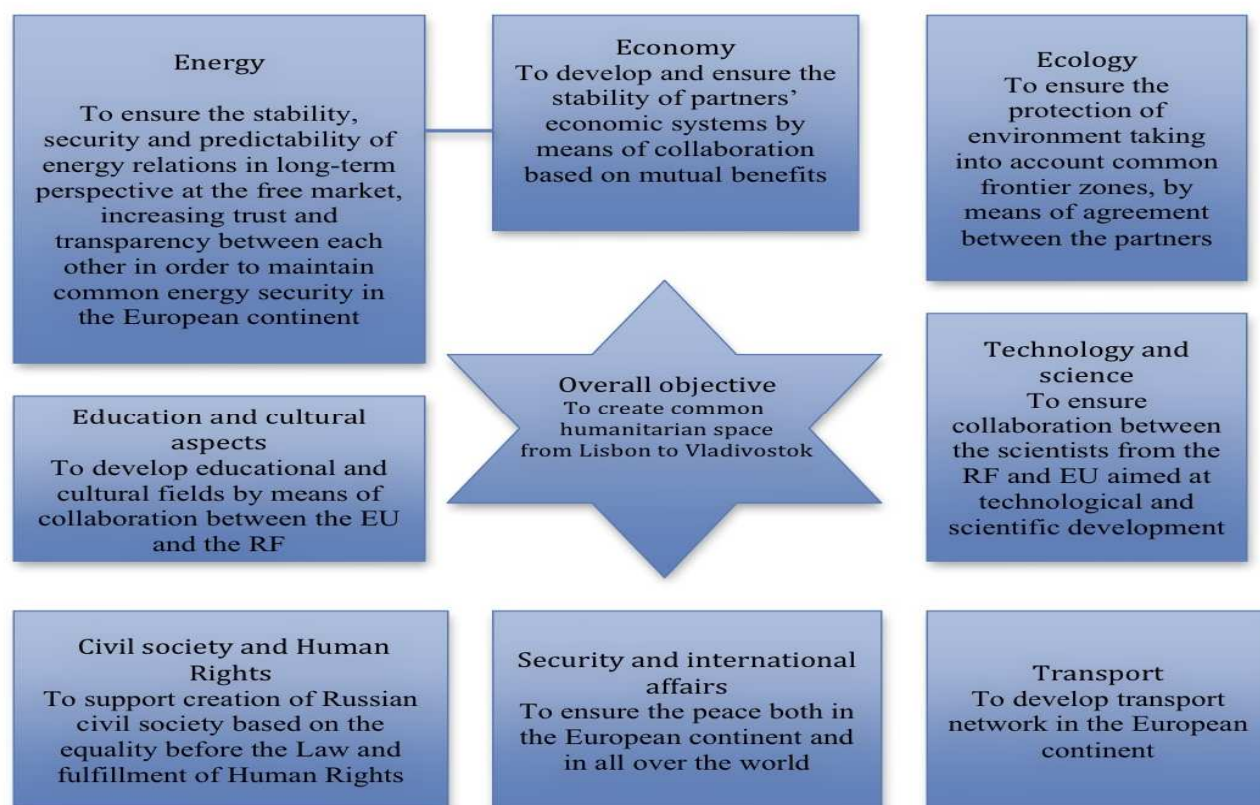 Energy
To ensure the stability,
security and predictability of
energy relations in long-term
perspective at the free market,
increasing trust and
transparency between each
other in order to maintain
common energy security in
the European continent
Economy
To develop and ensure the
stability of partners’
economic systems by
means of collaboration
based on mutual benefits
Ecology
To ensure the
protection of
environment taking
into account common
frontier zones, by
means of agreement
between the partners
Education and cultural
aspects
To develop educational and
cultural fields by means of
collaboration between the EU
and the RF
Overall objective
To create common
humanitarian space
from Lisbon to Vladivostok
Technology and
science
To ensure
collaboration between
the scientists from the
RF and EU aimed at
technological and
scientific development
Civil society and Human
Rights
To support creation of Russian
civil society based on the
equality before the Law and
fulfillment of Human Rights
Security and international
affairs
To ensure the peace both in
the European continent and
in all over the world
Transport
To develop transport
network in the European
continent